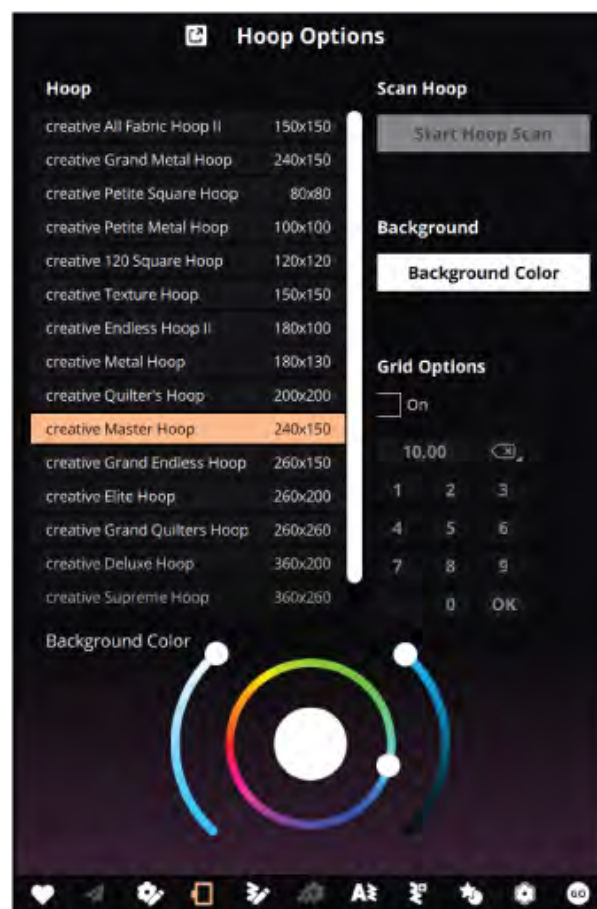 Hoop Options
Hoop
creative All Fabric Hoop II 150x150
creative Grand Metal Hoop 240x150
creative Petite Square Hoop 80x80
creative Petite Metal Hoop 100x100
creative 120 Square Hoop 120x120
creative Texture Hoop 150x150
creative Endless Hoop II 180x100
creative Metal Hoop 180x130
creative Quilter's Hoop 200x200
creative Master Hoop 240x150
creative Grand Endless Hoop 260x150
creative Elite Hoop 260x200
creative Grand Quilters Hoop 260x260
creative Deluxe Hoop 360x200
creative Supreme Hoop 360x260
Scan Hoop
Start Hoop Scan
Background
Background Color
Grid Options
On
10.00
1 2 3
4 5 6
7 8 9
0 OK
Background Color
A
GO